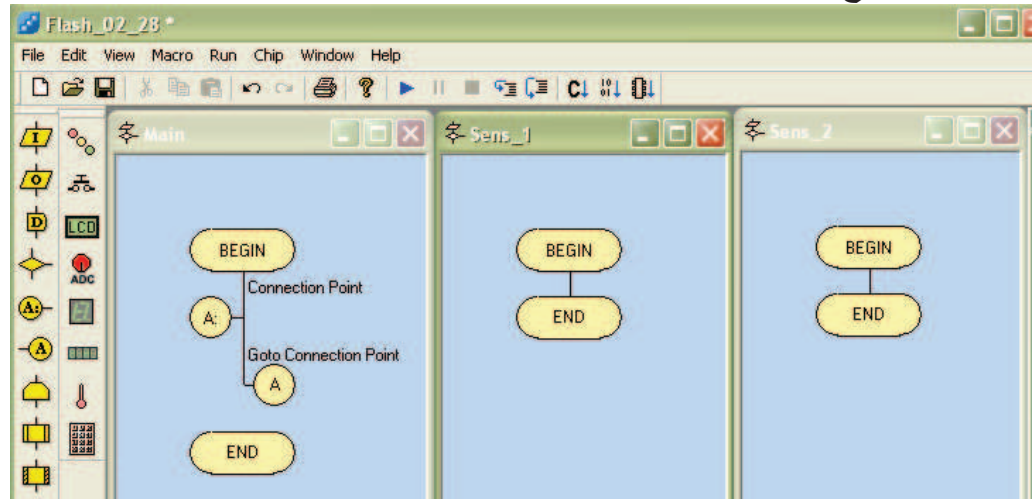 Flash_02_28 *
File Edit View Macro Run Chip Window Help
Main
Sens_1
Sens_2
I
O
D
LCD
ADC
A:
A
BEGIN
Connection Point
A:
Goto Connection Point
A
END
BEGIN
END
BEGIN
END